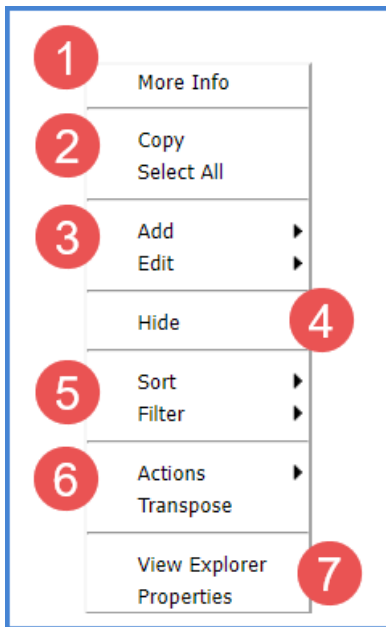 1
More Info
2
Copy
Select All
3
Add
Edit
Hide
4
5
Sort
Filter
6
Actions
Transpose
View Explorer
7
Properties